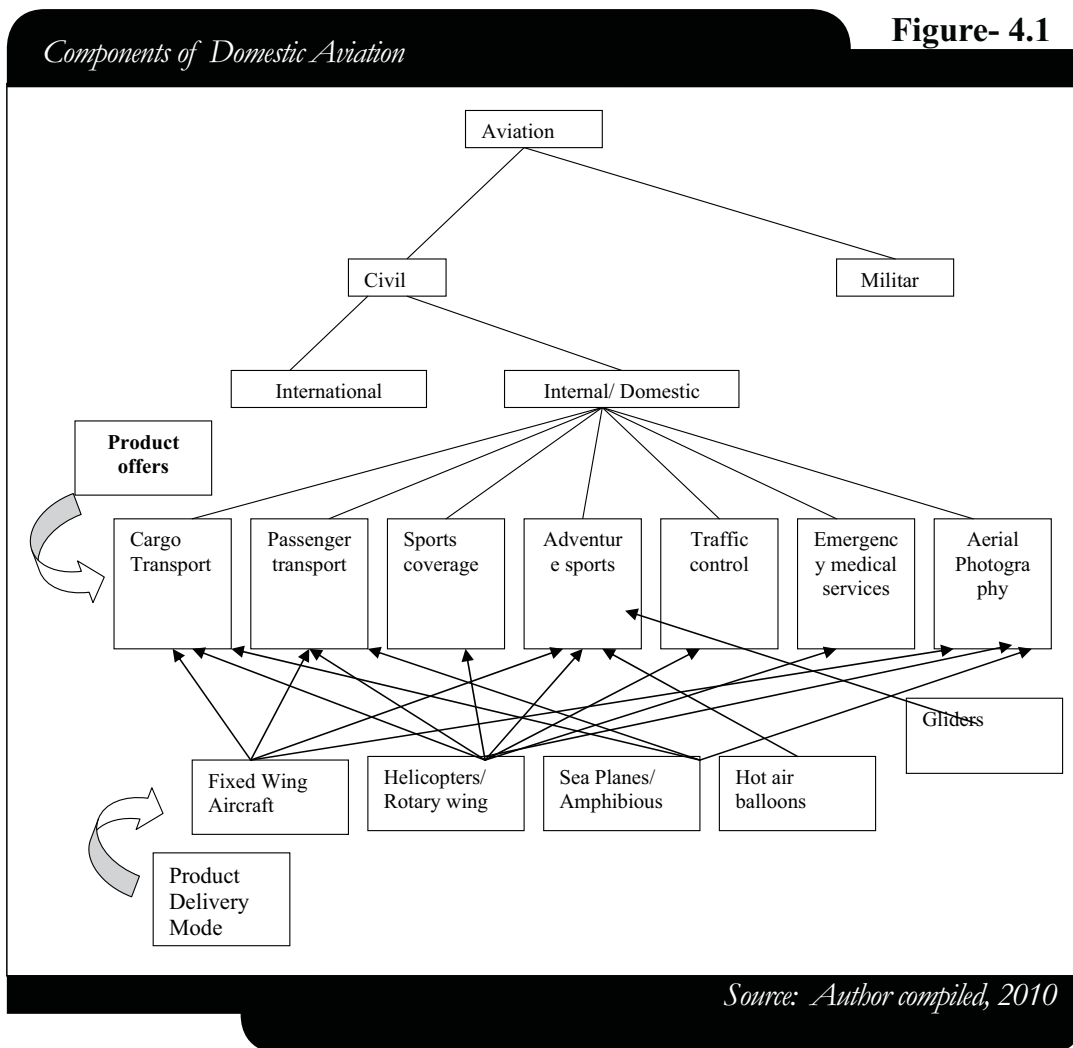 Figure- 4.1
Components of Domestic Aviation
Aviation
Civil
Militar
International
Internal/ Domestic
Product
offers
Cargo
Transport
Passenger
transport
Sports
coverage
Adventur
e sports
Traffic
control
Emergenc
y medical
services
Aerial
Photogra
phy
Gliders
Fixed Wing
Aircraft
Helicopters/
Rotary wing
Sea Planes/
Amphibious
Hot air
balloons
Product
Delivery
Mode
Source: Author compiled, 2010